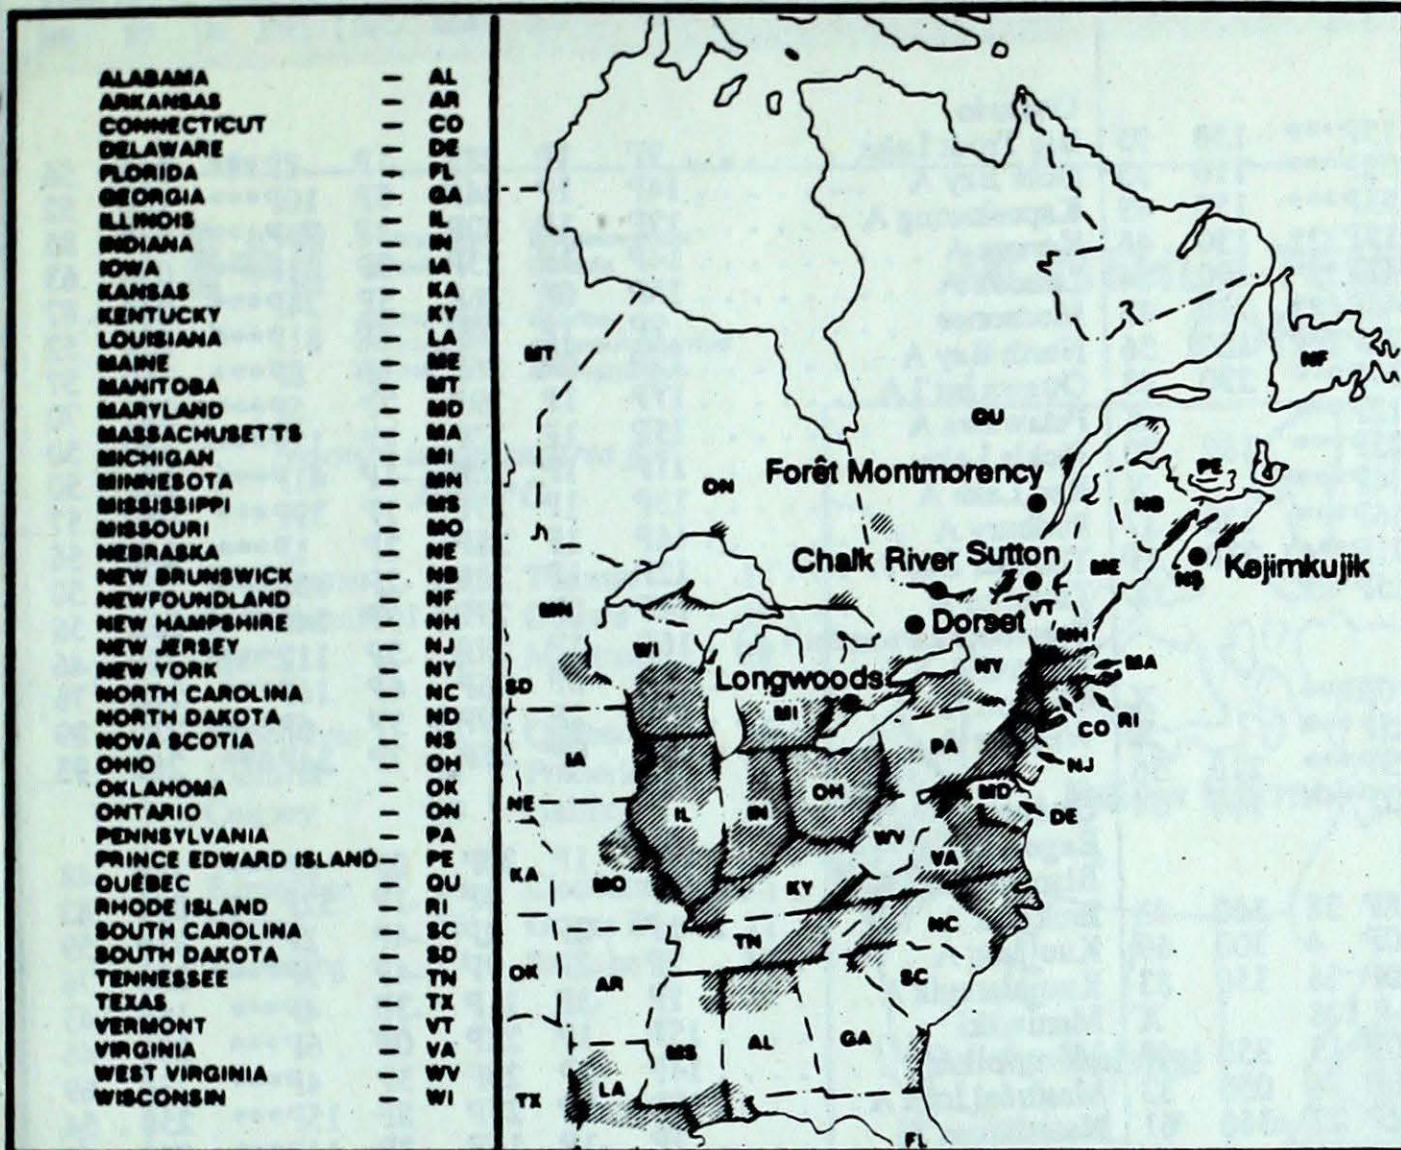 ALABAMA – AL
ARKANSAS – AR
CONNECTICUT – CO
DELAWARE – DE
FLORIDA – FL
GEORGIA – GA
ILLINOIS – IL
INDIANA – IN
IOWA – IA
KANSAS – KA
KENTUCKY – KY
LOUISIANA – LA
MAINE – ME
MANITOBA – MT
MARYLAND – MD
MASSACHUSETTS – MA
MICHIGAN – MI
MINNESOTA – MN
MISSISSIPPI – MS
MISSOURI – MO
NEBRASKA – NE
NEW BRUNSWICK – NB
NEWFOUNDLAND – NF
NEW HAMPSHIRE – NH
NEW JERSEY – NJ
NEW YORK – NY
NORTH CAROLINA – NC
NORTH DAKOTA – ND
NOVA SCOTIA – NS
OHIO – OH
OKLAHOMA – OK
ONTARIO – ON
PENNSYLVANIA – PA
PRINCE EDWARD ISLAND – PE
QUÉBEC – QU
RHODE ISLAND – RI
SOUTH CAROLINA – SC
SOUTH DAKOTA – SD
TENNESSEE – TN
TEXAS – TX
VERMONT – VT
VIRGINIA – VA
WEST VIRGINIA – WV
WISCONSIN – WI
MT
NF
QU
Forêt Montmorency
PE
ON
NB
Chalk River
Sutton
ME
NS
Kejimkujik
MN
Dorset
VT
NH
WI
NY
MA
SD
Longwoods
MI
CO
RI
IA
PA
NJ
NE
IL
IN
OH
MD
DE
WV
VA
KA
MO
KY
TN
NC
OK
AR
SC
MS
AL
GA
LA
TX
FL